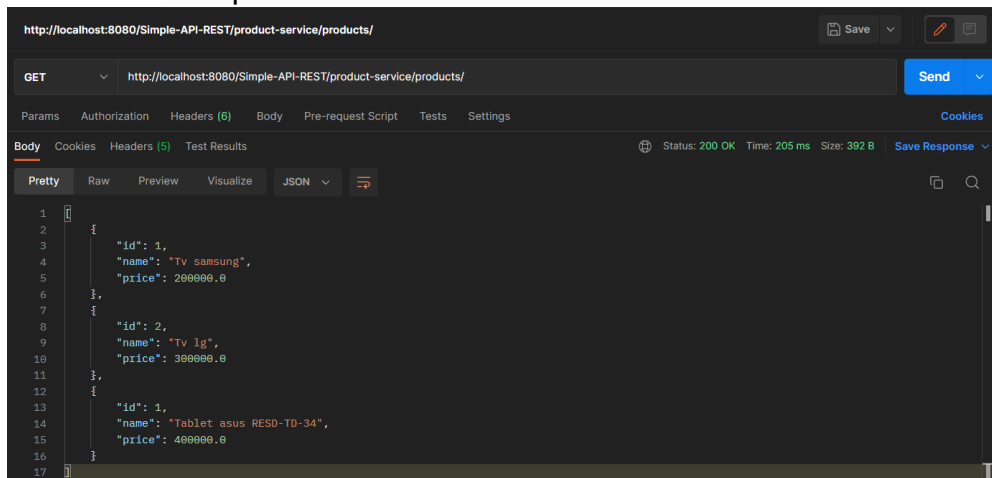 http://localhost:8080/Simple-API-REST/product-service/products/ Save
GET http://localhost:8080/Simple-API-REST/product-service/products/ Send
Params Authorization Headers (6) Body Pre-request Script Tests Settings Cookies
Body Cookies Headers (5) Test Results Status: 200 OK Time: 205 ms Size: 392 B Save Response
Pretty Raw Preview Visualize JSON
1 [
2 {
3 "id": 1,
4 "name": "Tv samsung",
5 "price": 200000.0
6 },
7 {
8 "id": 2,
9 "name": "Tv lg",
10 "price": 300000.0
11 },
12 {
13 "id": 1,
14 "name": "Tablet asus RESD-TD-34",
15 "price": 400000.0
16 }
17 ]